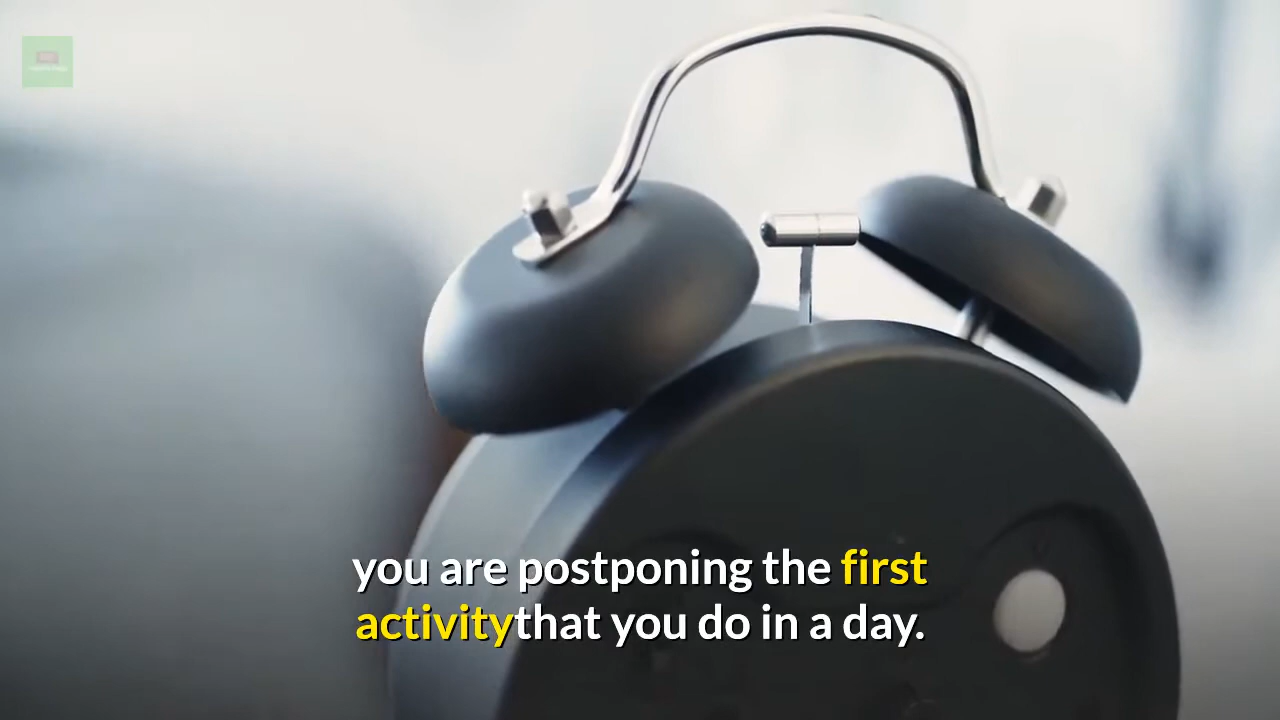 you are postponing the first
activitythat you do in a day.